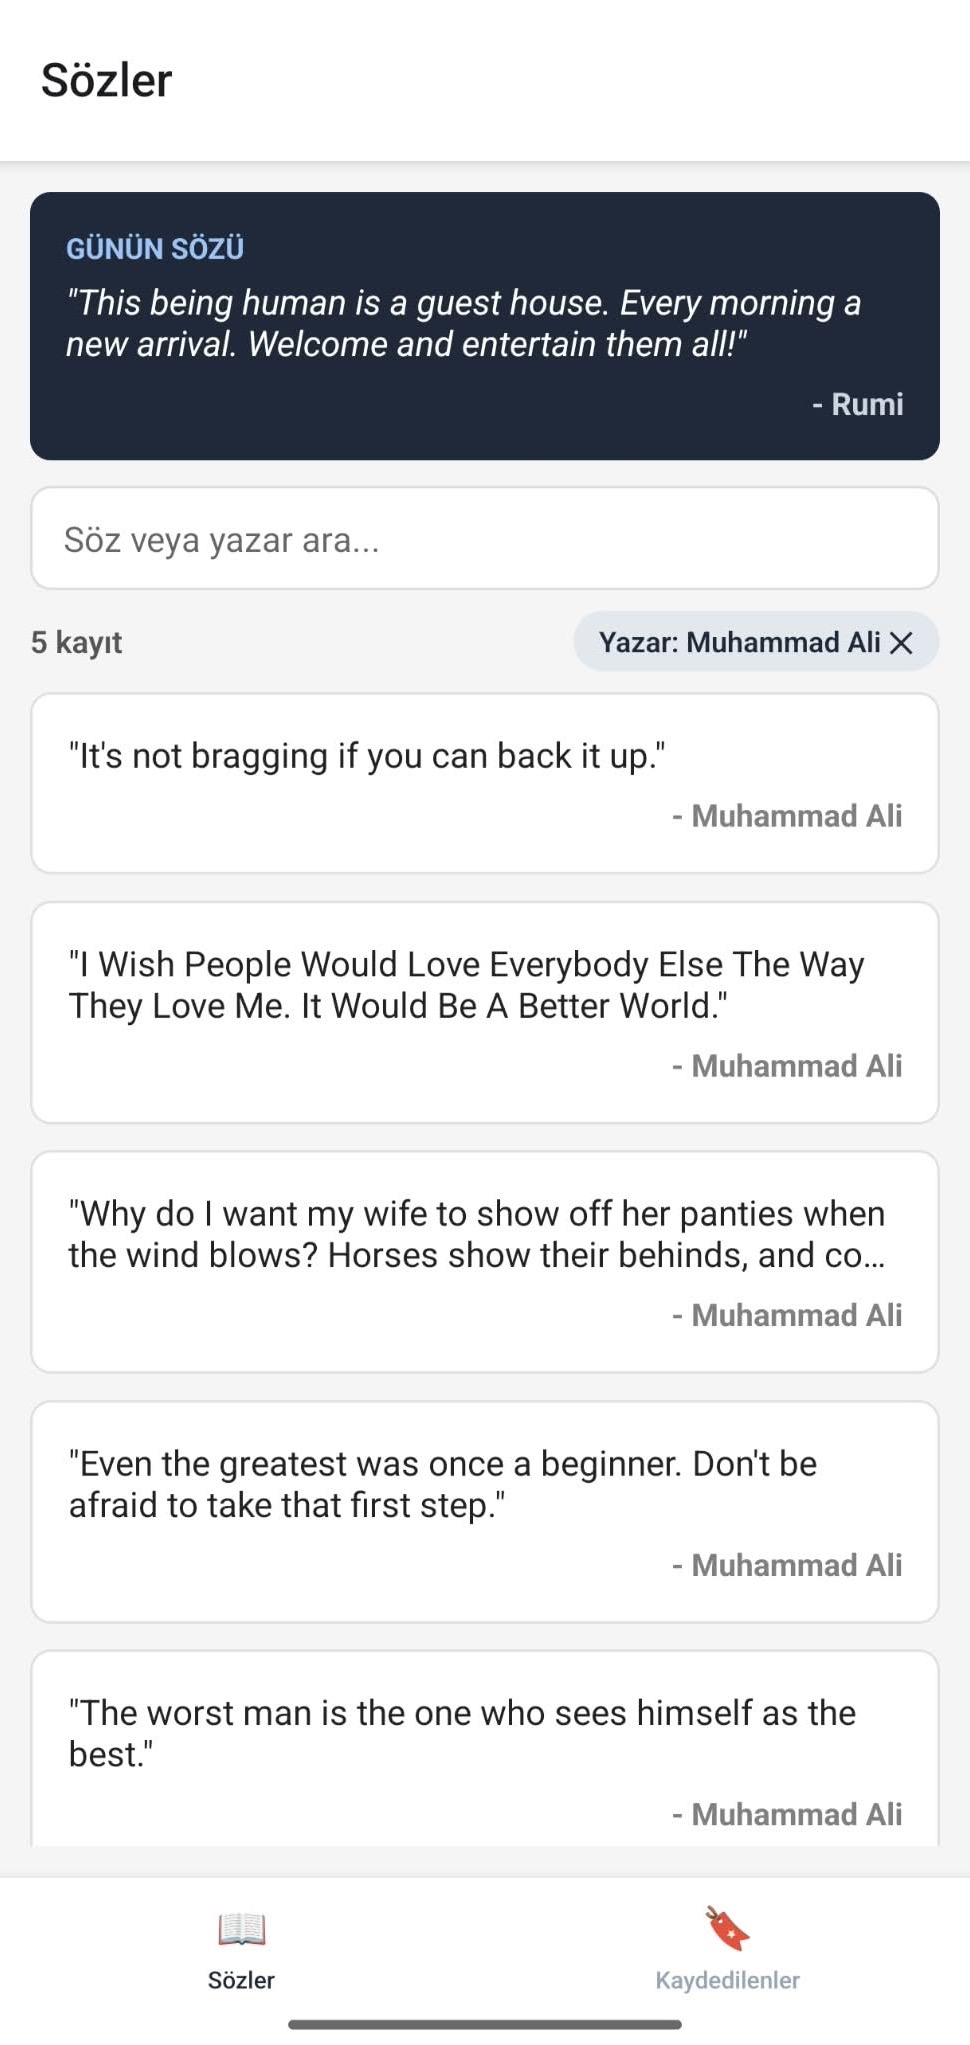 Sözler
GÜNÜN SÖZÜ
"This being human is a guest house. Every morning a
new arrival. Welcome and entertain them all!"
- Rumi
Söz veya yazar ara...
5 kayıt
Yazar: Muhammad Ali ✕
"It's not bragging if you can back it up."
- Muhammad Ali
"I Wish People Would Love Everybody Else The Way
They Love Me. It Would Be A Better World."
- Muhammad Ali
"Why do I want my wife to show off her panties when
the wind blows? Horses show their behinds, and co...
- Muhammad Ali
"Even the greatest was once a beginner. Don't be
afraid to take that first step."
- Muhammad Ali
"The worst man is the one who sees himself as the
best."
- Muhammad Ali
Sözler
Kaydedilenler